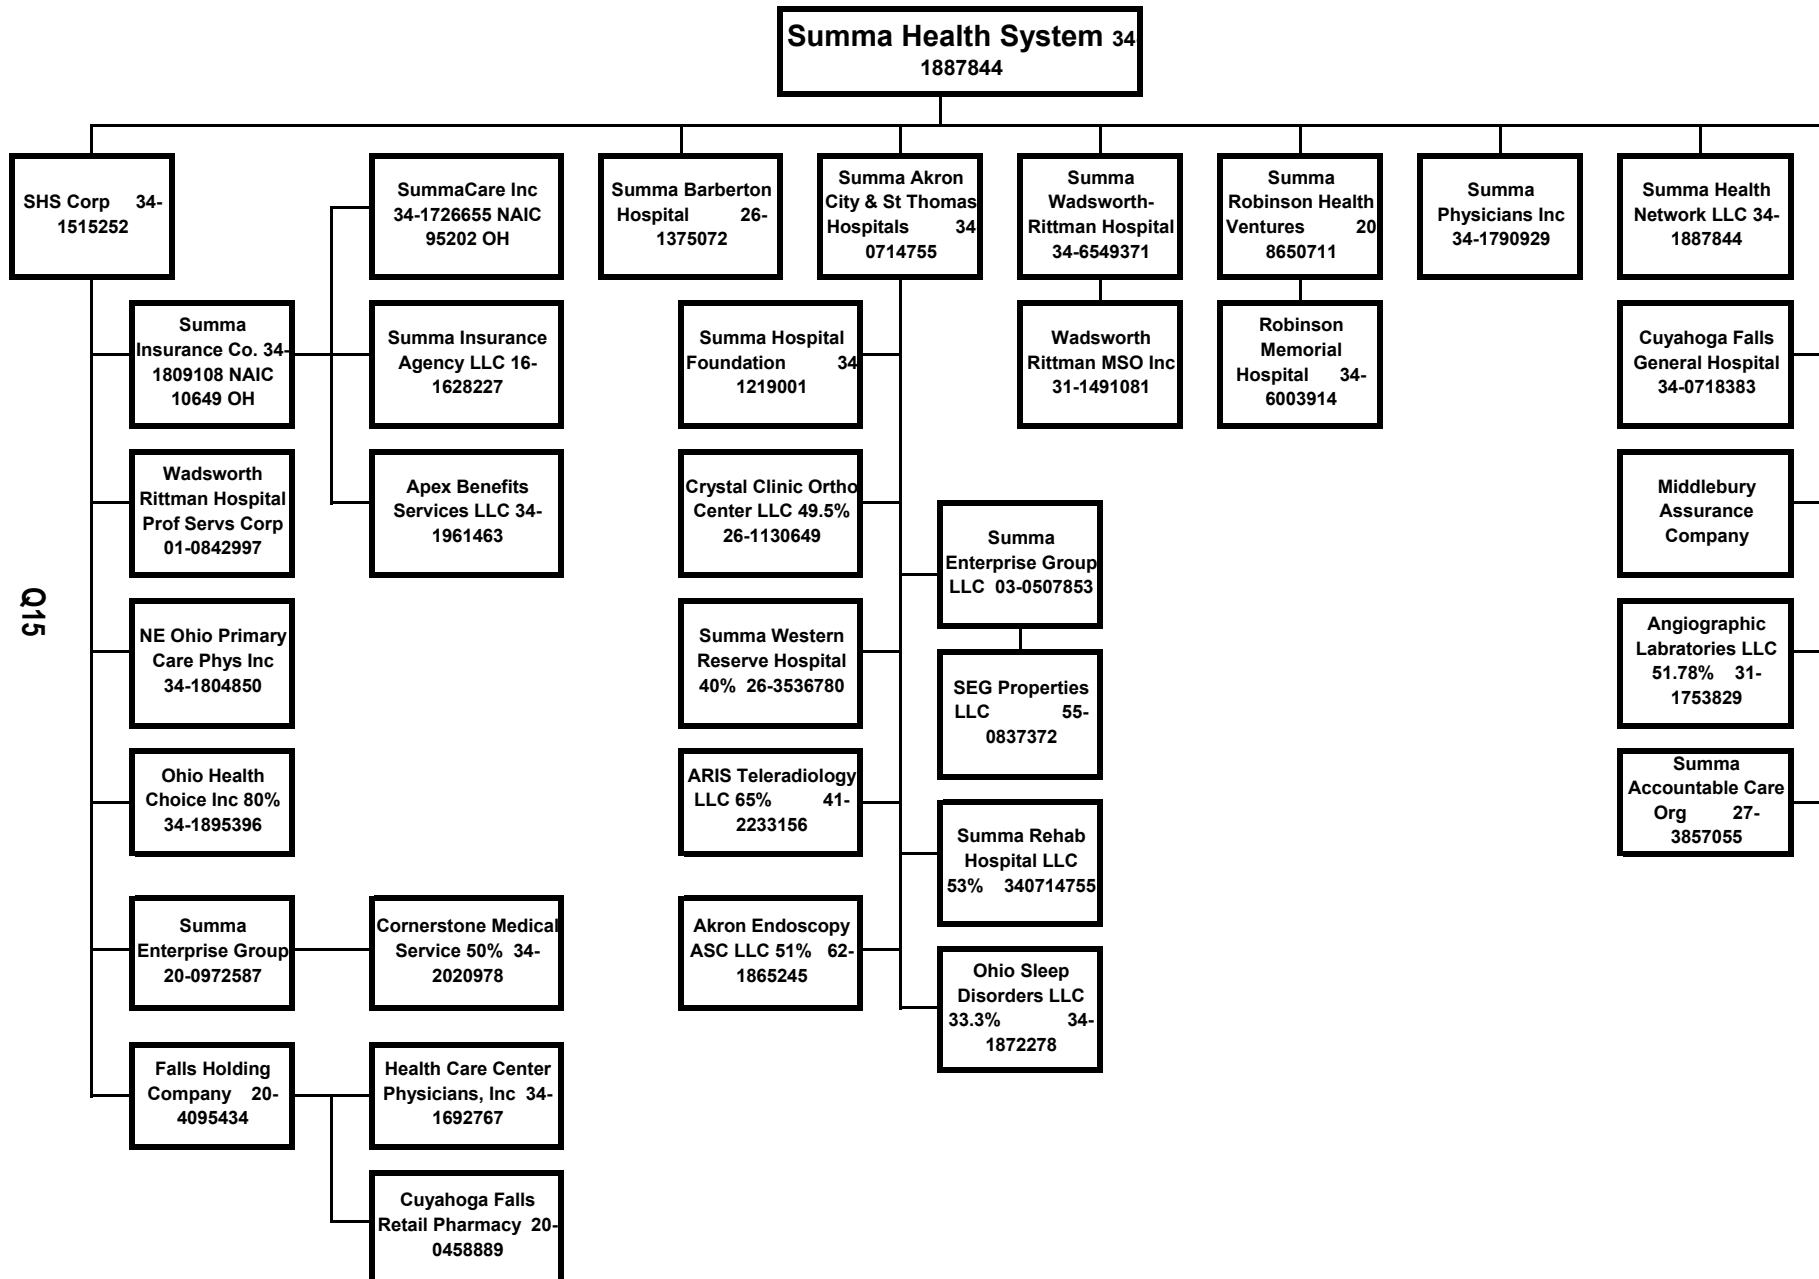 Summa Health System 34
1887844
SHS Corp 34-
1515252
SummaCare Inc
34-1726655 NAIC
95202 OH
Summa Barberton
Hospital 26-
1375072
Summa Akron
City & St Thomas
Hospitals 34
0714755
Summa
Wadsworth-
Rittman Hospital
34-6549371
Summa
Robinson Health
Ventures 20
8650711
Summa
Physicians Inc
34-1790929
Summa Health
Network LLC 34-
1887844
Summa
Insurance Co. 34-
1809108 NAIC
10649 OH
Summa Insurance
Agency LLC 16-
1628227
Summa Hospital
Foundation 34
1219001
Wadsworth
Rittman MSO Inc
31-1491081
Robinson
Memorial
Hospital 34-
6003914
Cuyahoga Falls
General Hospital
34-0718383
Wadsworth
Rittman Hospital
Prof Servs Corp
01-0842997
Apex Benefits
Services LLC 34-
1961463
Crystal Clinic Ortho
Center LLC 49.5%
26-1130649
Summa
Enterprise Group
LLC 03-0507853
Middlebury
Assurance
Company
Q15
NE Ohio Primary
Care Phys Inc
34-1804850
Summa Western
Reserve Hospital
40% 26-3536780
SEG Properties
LLC 55-
0837372
Angiographic
Labratories LLC
51.78% 31-
1753829
Ohio Health
Choice Inc 80%
34-1895396
ARIS Teleradiology
LLC 65% 41-
2233156
Summa Rehab
Hospital LLC
53% 340714755
Summa
Accountable Care
Org 27-
3857055
Summa
Enterprise Group
20-0972587
Cornerstone Medical
Service 50% 34-
2020978
Akron Endoscopy
ASC LLC 51% 62-
1865245
Ohio Sleep
Disorders LLC
33.3% 34-
1872278
Falls Holding
Company 20-
4095434
Health Care Center
Physicians, Inc 34-
1692767
Cuyahoga Falls
Retail Pharmacy 20-
0458889